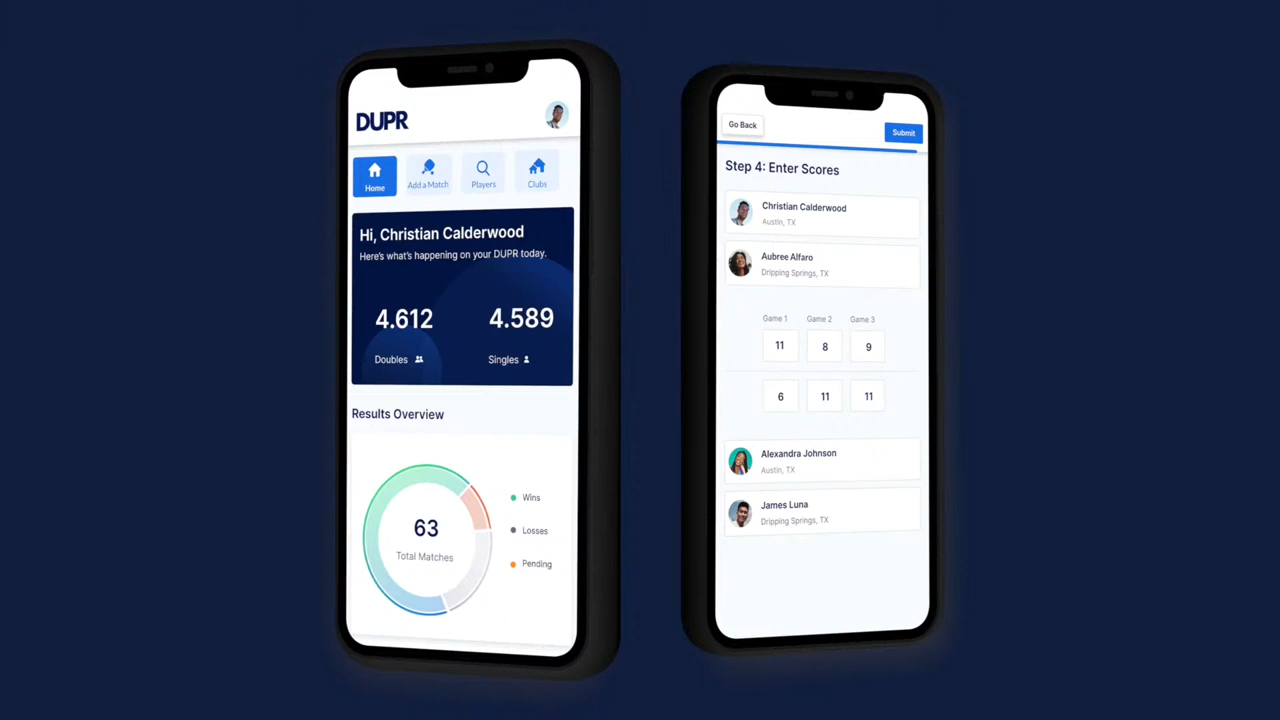 DUPR
Home
Add a Match
Players
Clubs
Hi, Christian Calderwood
Here's what's happening on your DUPR today.
4.612
4.589
Doubles
Singles
Results Overview
63
Total Matches
Wins
Losses
Pending
Go Back
Submit
Step 4: Enter Scores
Christian Calderwood
Austin, TX
Aubree Alfaro
Dripping Springs, TX
Game 1 Game 2 Game 3
11 8 9
6 11 11
Alexandra Johnson
Austin, TX
James Luna
Dripping Springs, TX